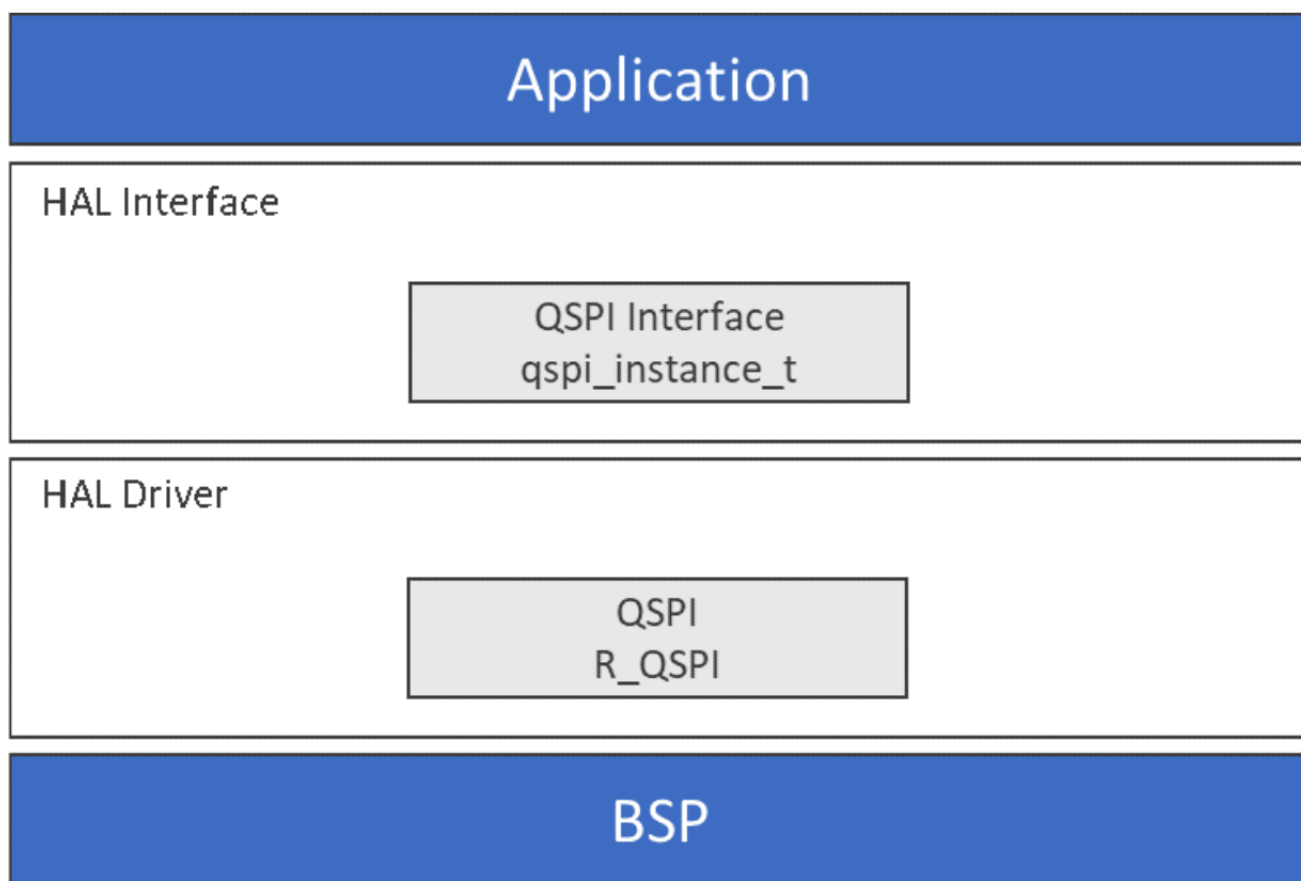 Application
HAL Interface
QSPI Interface
qspi_instance_t
HAL Driver
QSPI
R_QSPI
BSP